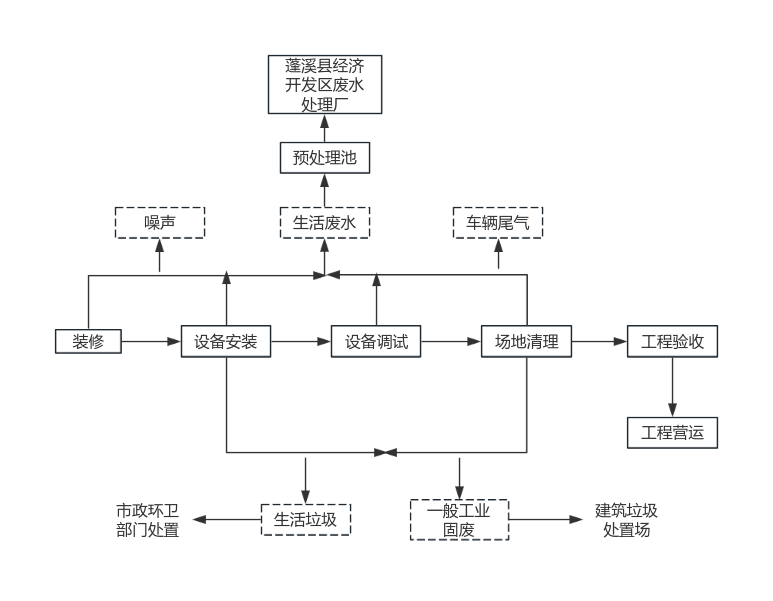 蓬溪县经济
开发区废水
处理厂
预处理池
噪声
生活废水
车辆尾气
装修
设备安装
设备调试
场地清理
工程验收
工程营运
市政环卫
部门处置
生活垃圾
一般工业
固废
建筑垃圾
处置场